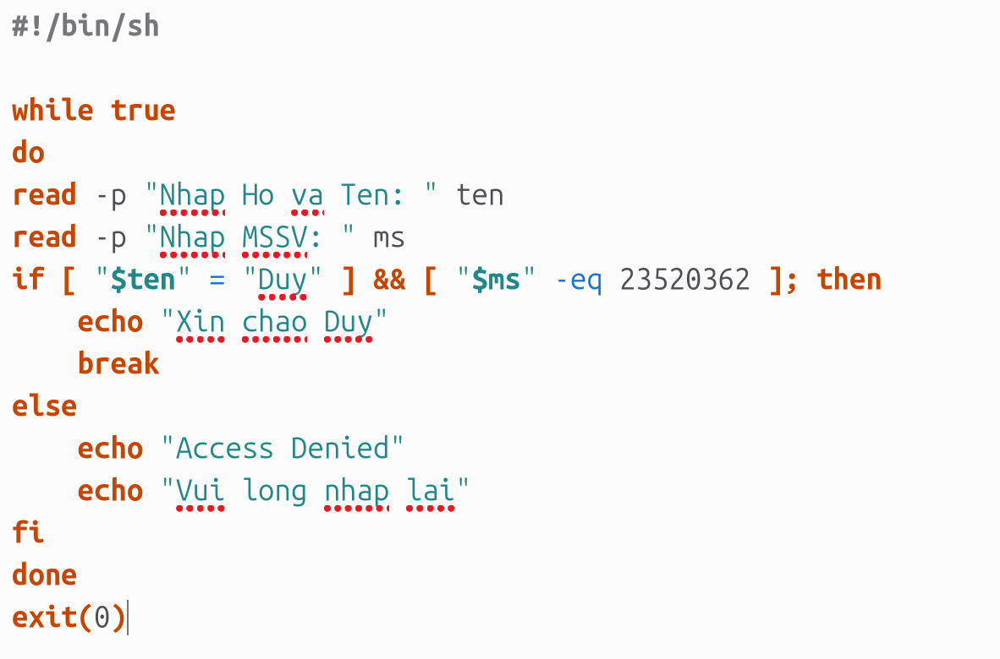 #!/bin/sh

while true
do
read -p "Nhap Ho va Ten: " ten
read -p "Nhap MSSV: " ms
if [ "$ten" = "Duy" ] && [ "$ms" -eq 23520362 ]; then
    echo "Xin chao Duy"
    break
else
    echo "Access Denied"
    echo "Vui long nhap lai"
fi
done
exit(0)